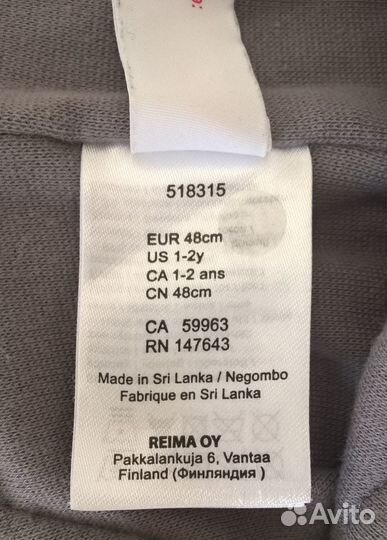 518315
EUR 48cm
US 1-2y
CA 1-2 ans
CN 48cm
CA 59963
RN 147643
Made in Sri Lanka / Negombo
Fabrique en Sri Lanka
REIMA OY
Pakkalankuja 6, Vantaa
Finland (Финляндия )
Avito